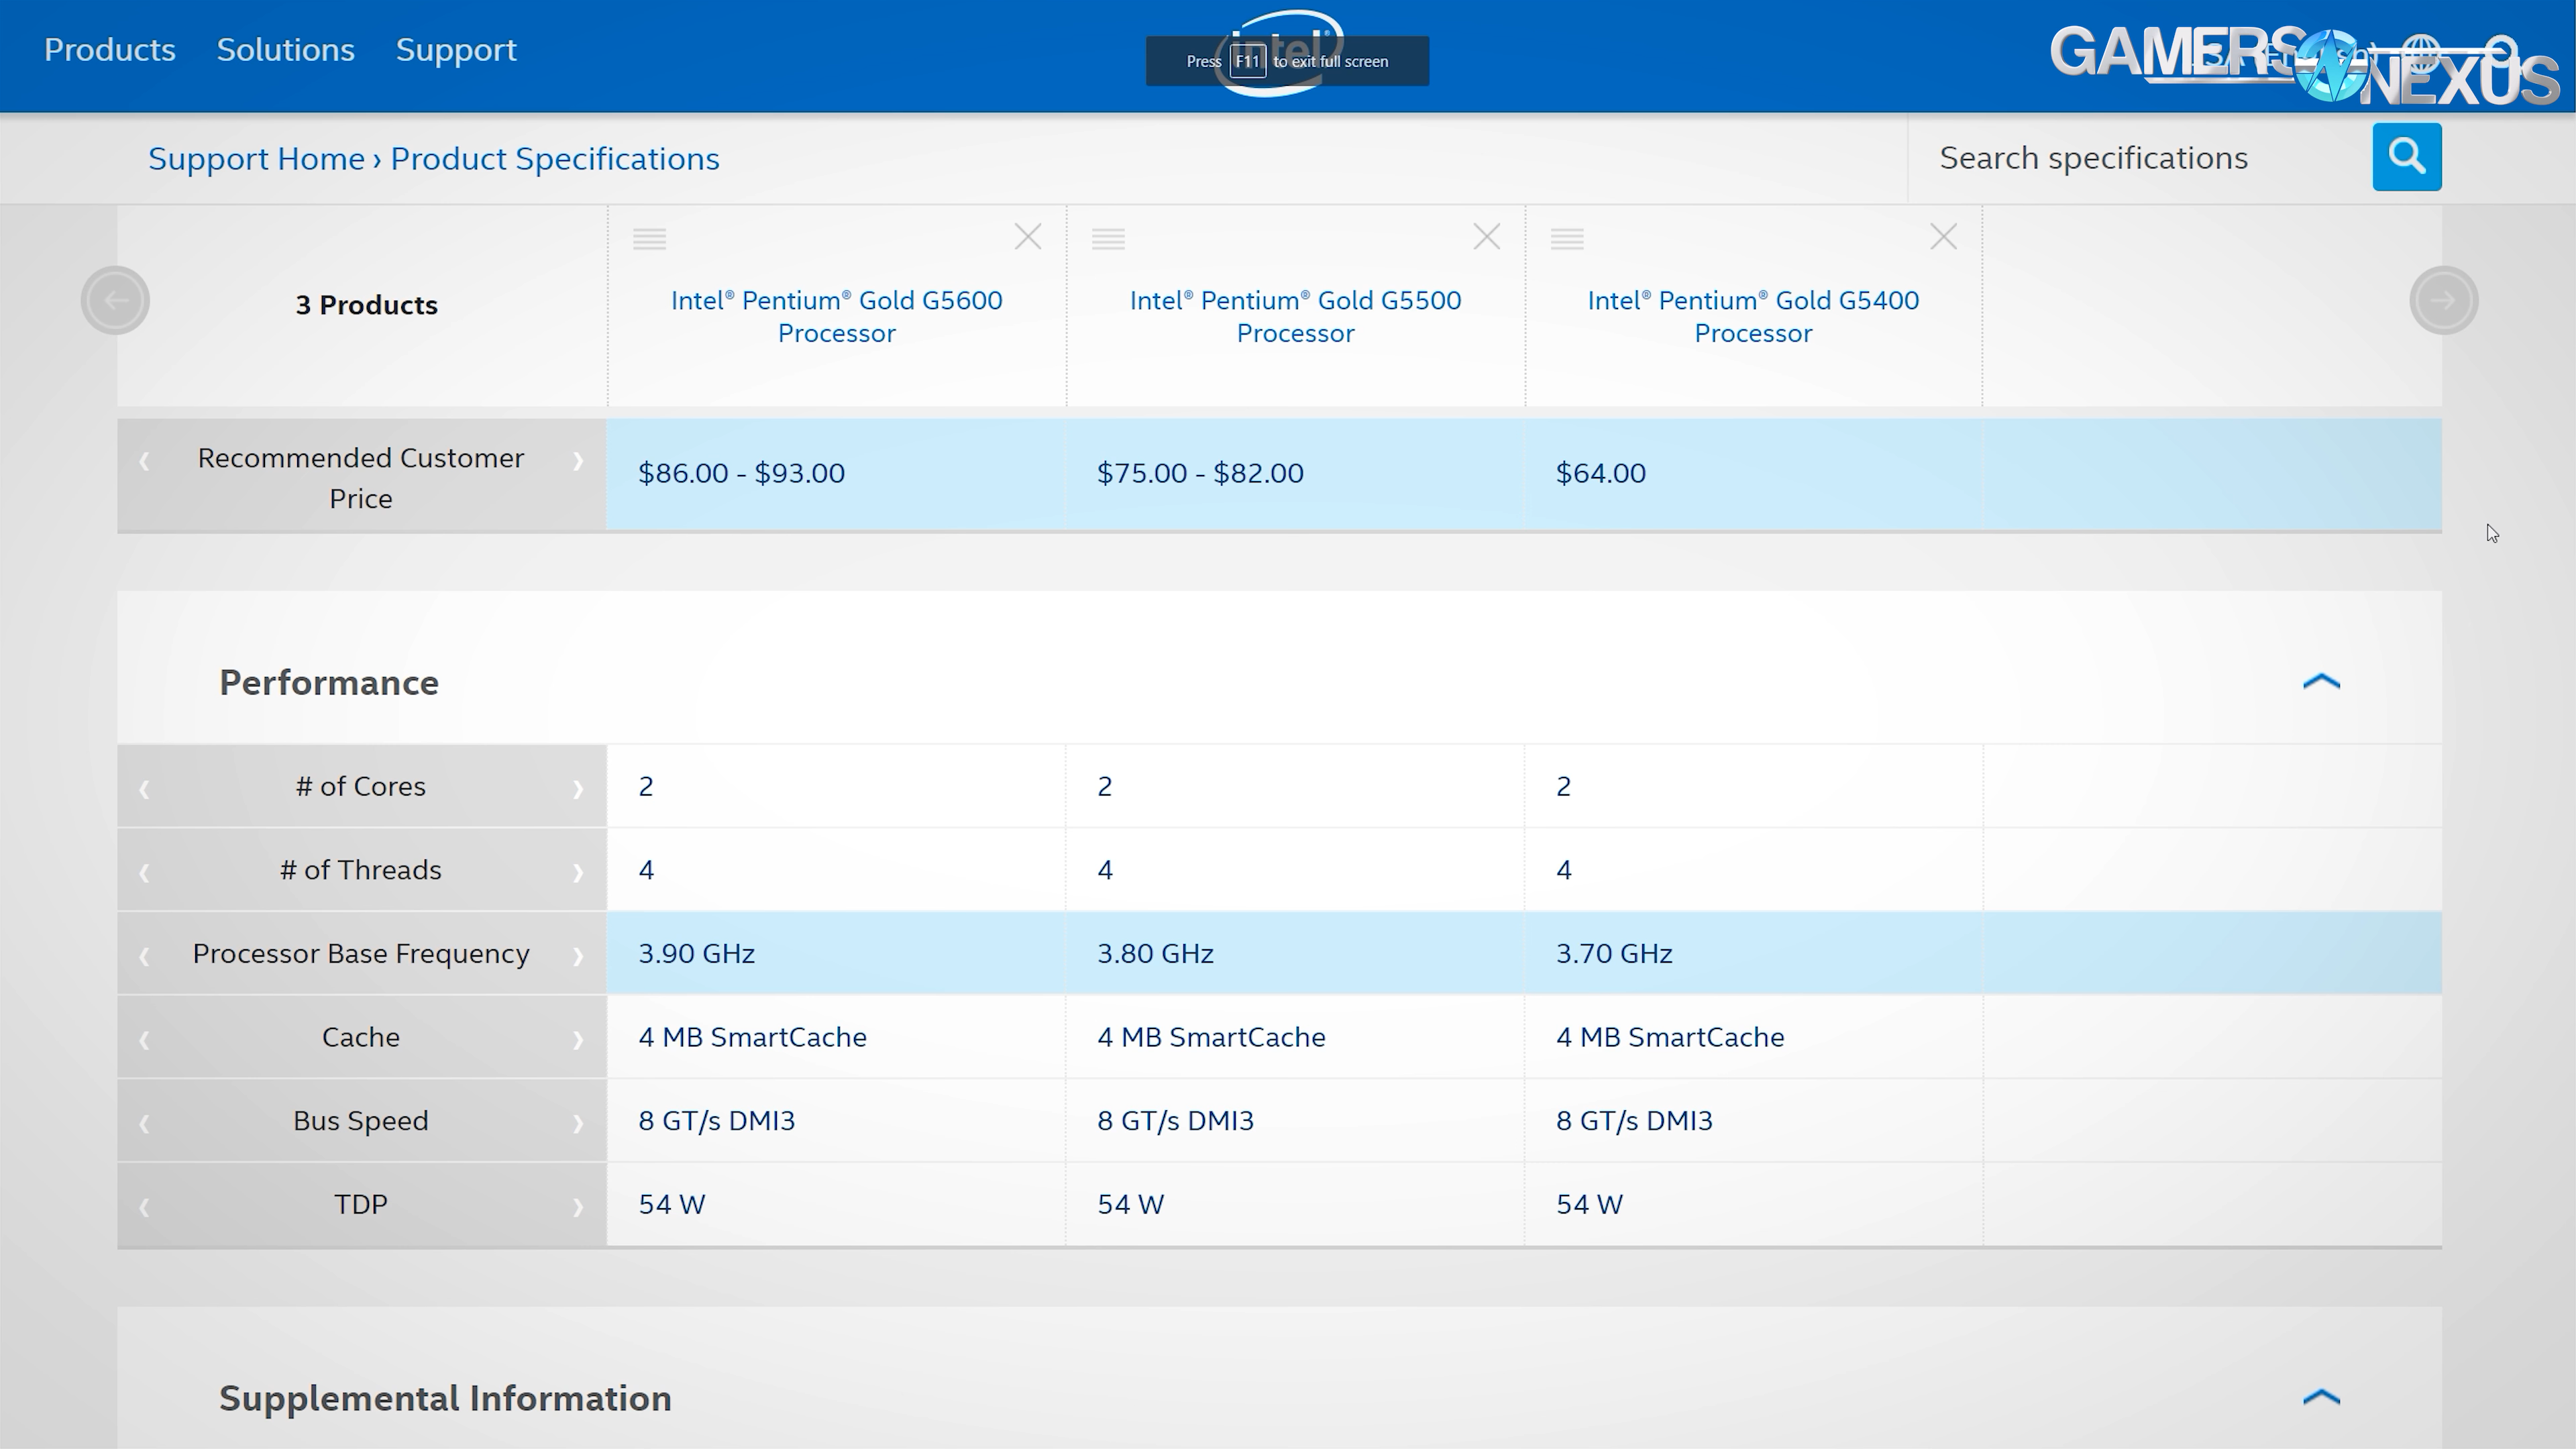 Products Solutions Support
intel
Press F11 to exit full screen
GAMERS NEXUS
Support Home › Product Specifications
Search specifications
3 Products
Intel® Pentium® Gold G5600 Processor
Intel® Pentium® Gold G5500 Processor
Intel® Pentium® Gold G5400 Processor
Recommended Customer Price
$86.00 - $93.00
$75.00 - $82.00
$64.00
Performance
# of Cores 2 2 2
# of Threads 4 4 4
Processor Base Frequency 3.90 GHz 3.80 GHz 3.70 GHz
Cache 4 MB SmartCache 4 MB SmartCache 4 MB SmartCache
Bus Speed 8 GT/s DMI3 8 GT/s DMI3 8 GT/s DMI3
TDP 54 W 54 W 54 W
Supplemental Information